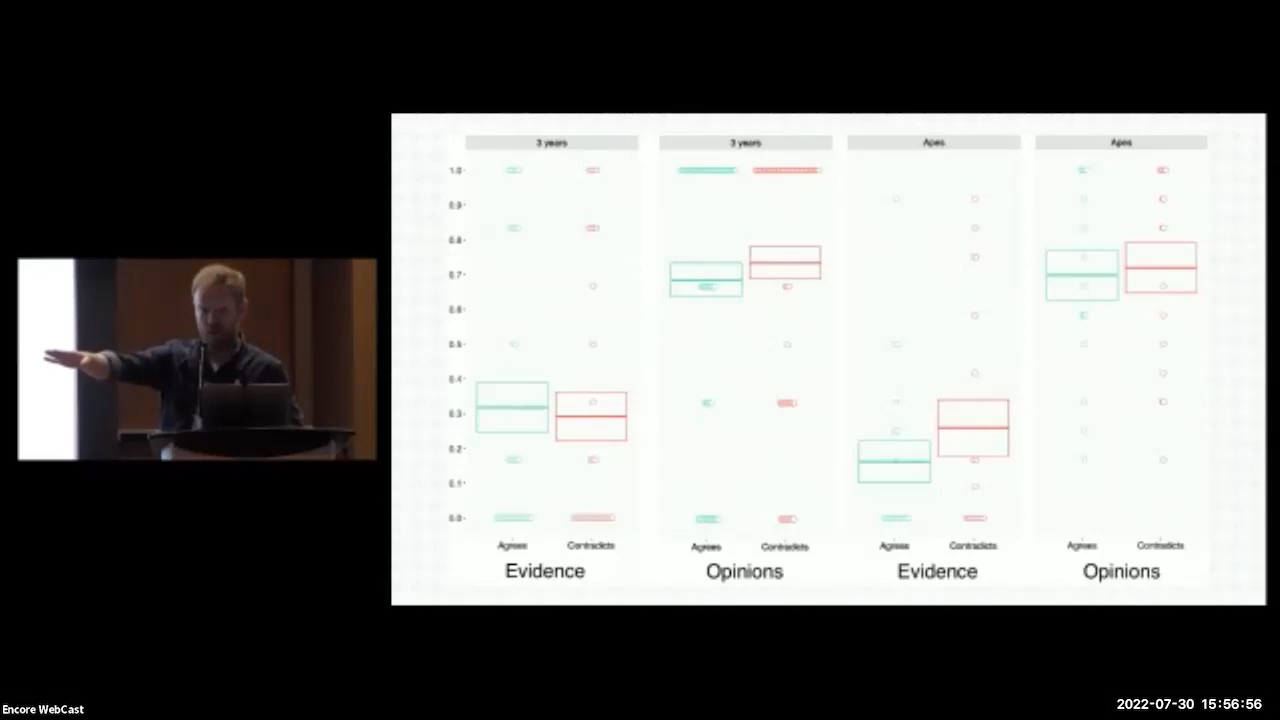 3 years
3 years
Apes
Apes
1.0
0.9
0.8
0.7
0.6
0.5
0.4
0.3
0.2
0.1
0.0
Agrees Contradicts
Agrees Contradicts
Agrees Contradicts
Agrees Contradicts
Evidence
Opinions
Evidence
Opinions
Encore WebCast
2022-07-30 15:56:56